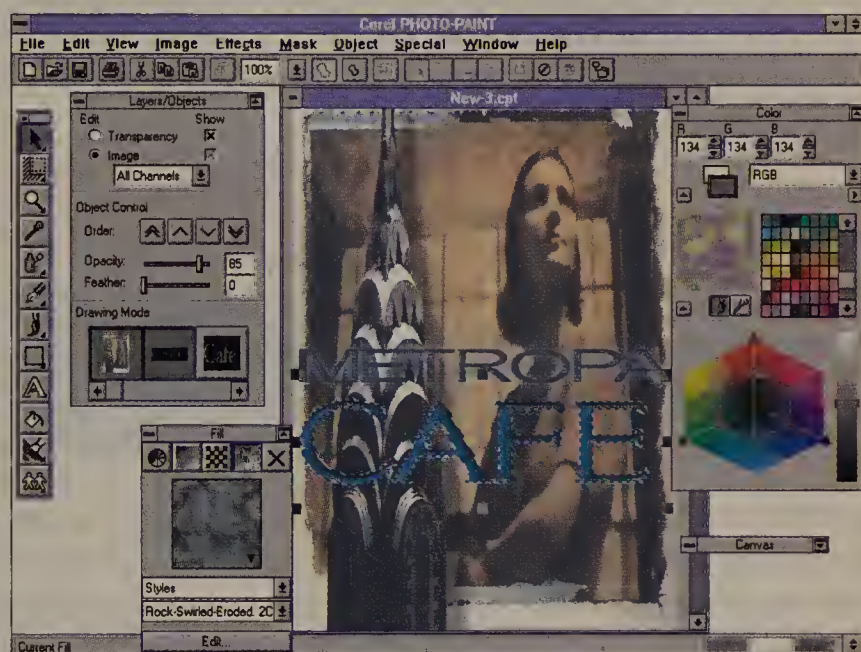 Corel PHOTO-PAINT
File Edit View Image Effects Mask Object Special Window Help
100%
Layers/Objects
Edit Show
Transparency
Image
All Channels
Object Control
Order:
Opacity: 85
Feather: 0
Drawing Mode
Cafe
New-3.cpt
METROPA
CAFE
Color
R G B
134 134 134
RGB
Fill
Styles
Rock-Swirled-Eroded. 2C
Edit...
Canvas
Current Fill